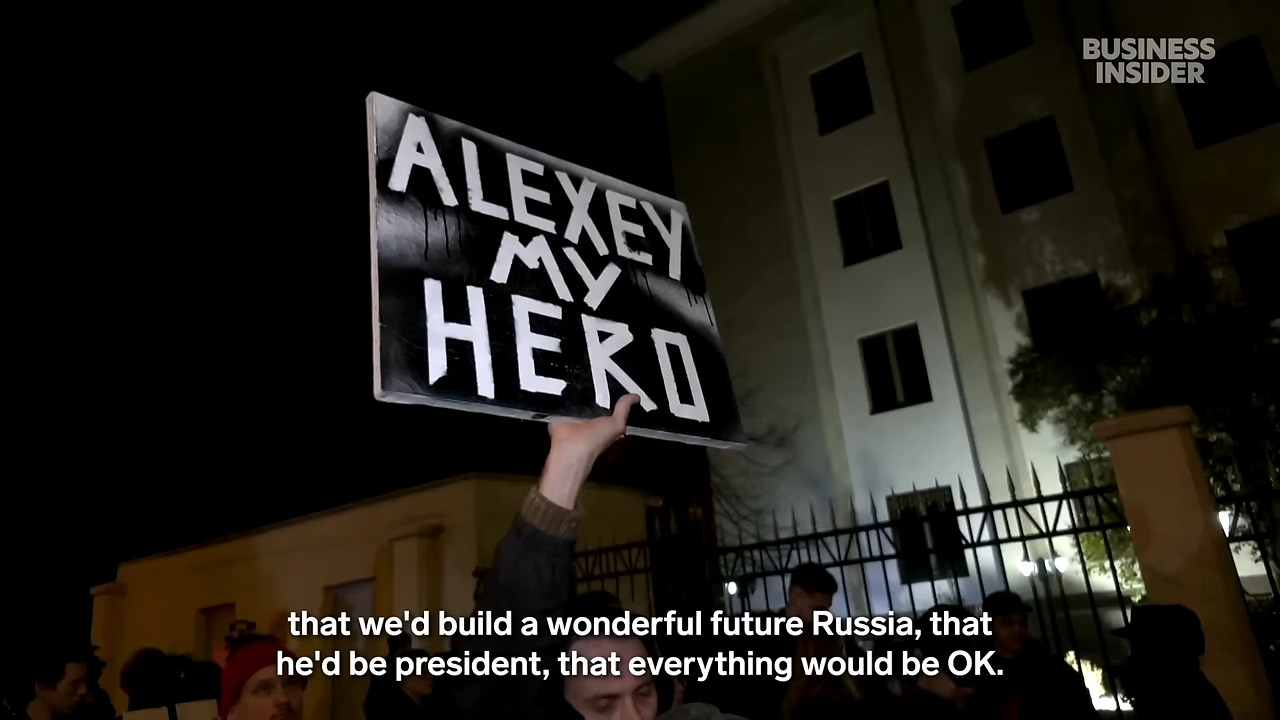 BUSINESS
INSIDER
ALEXEY
MY
HERO
that we'd build a wonderful future Russia, that
he'd be president, that everything would be OK.